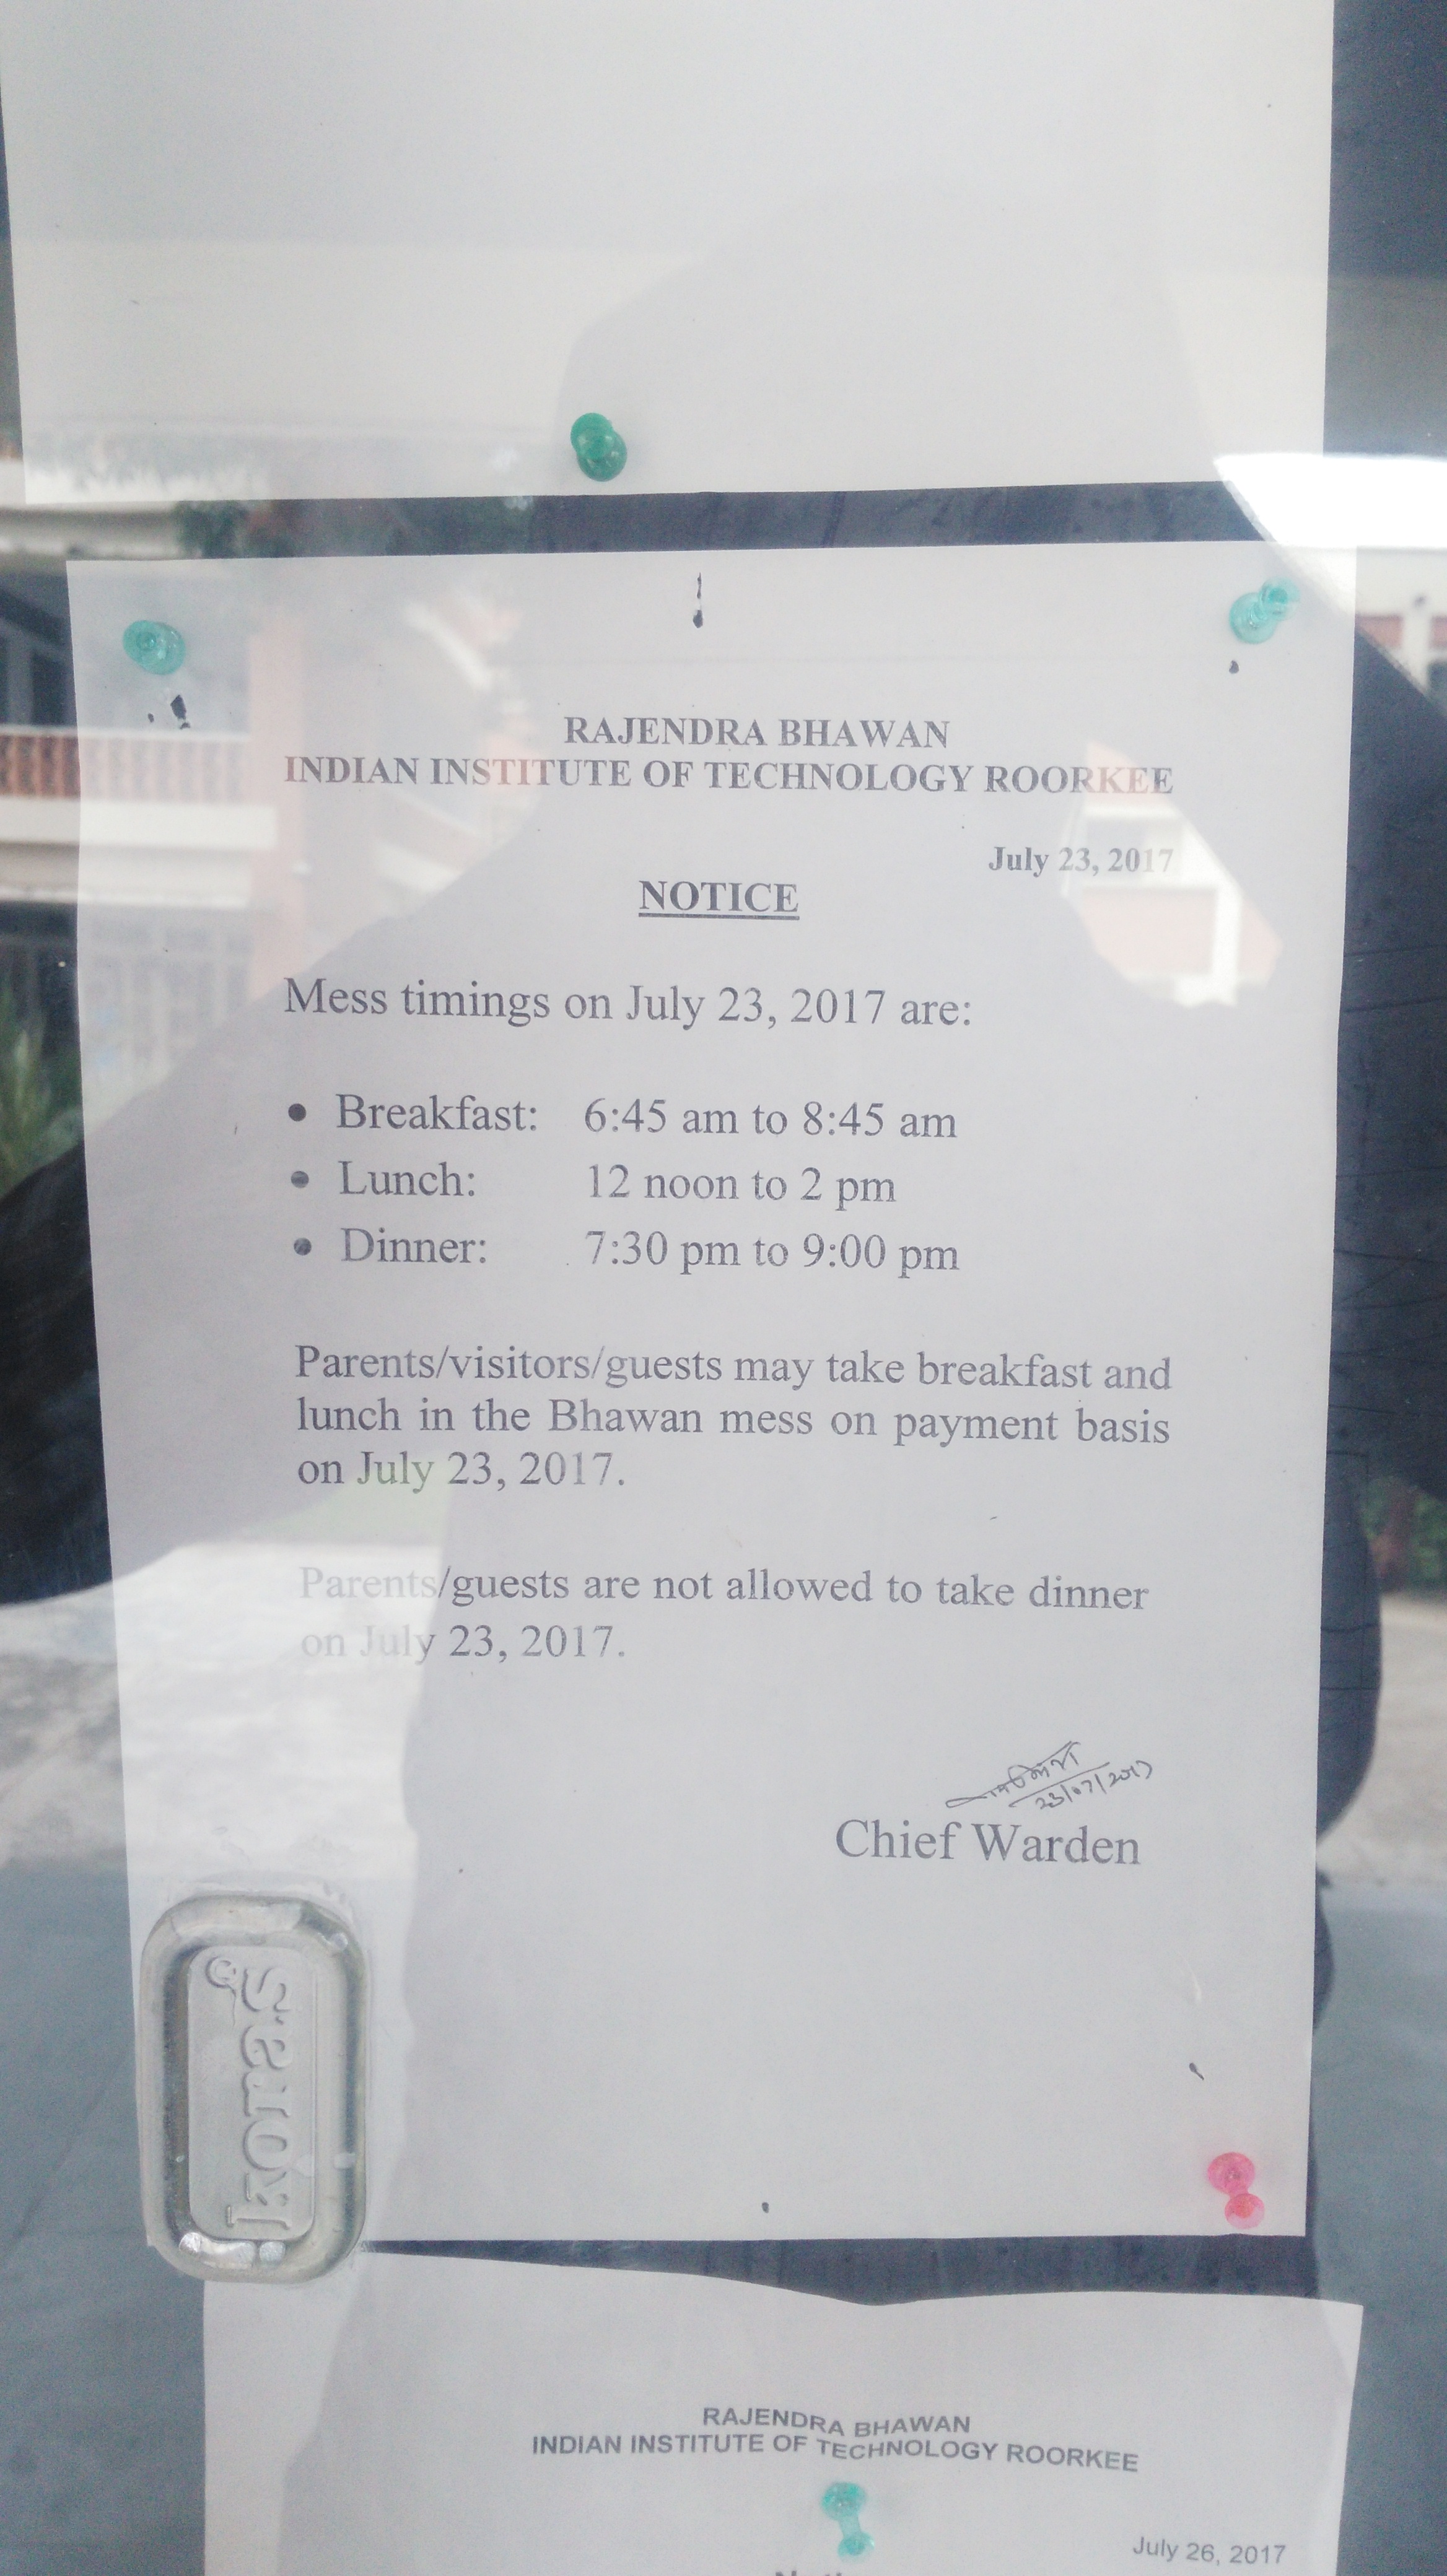 RAJENDRA BHAWAN
INDIAN INSTITUTE OF TECHNOLOGY ROORKEE
July 23, 2017
NOTICE
Mess timings on July 23, 2017 are:
• Breakfast: 6:45 am to 8:45 am
• Lunch: 12 noon to 2 pm
• Dinner: 7:30 pm to 9:00 pm
Parents/visitors/guests may take breakfast and
lunch in the Bhawan mess on payment basis
on July 23, 2017.
Parents/guests are not allowed to take dinner
on July 23, 2017.
23/07/2017
Chief Warden
koras
RAJENDRA BHAWAN
INDIAN INSTITUTE OF TECHNOLOGY ROORKEE
July 26, 2017